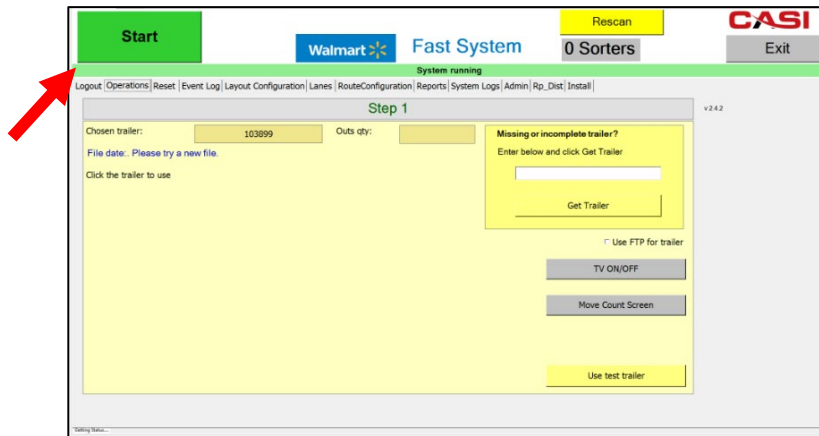 Start
Walmart
Fast System
Rescan
0 Sorters
CASI
Exit
System running
Logout Operations Reset Event Log Layout Configuration Lanes RouteConfiguration Reports System Logs Admin Rp_Dist Install
Step 1
v 2.4.2
Chosen trailer: 103899 Outs qty:
File date:. Please try a new file.
Click the trailer to use
Missing or incomplete trailer?
Enter below and click Get Trailer
Get Trailer
Use FTP for trailer
TV ON/OFF
Move Count Screen
Use test trailer
Getting Status...